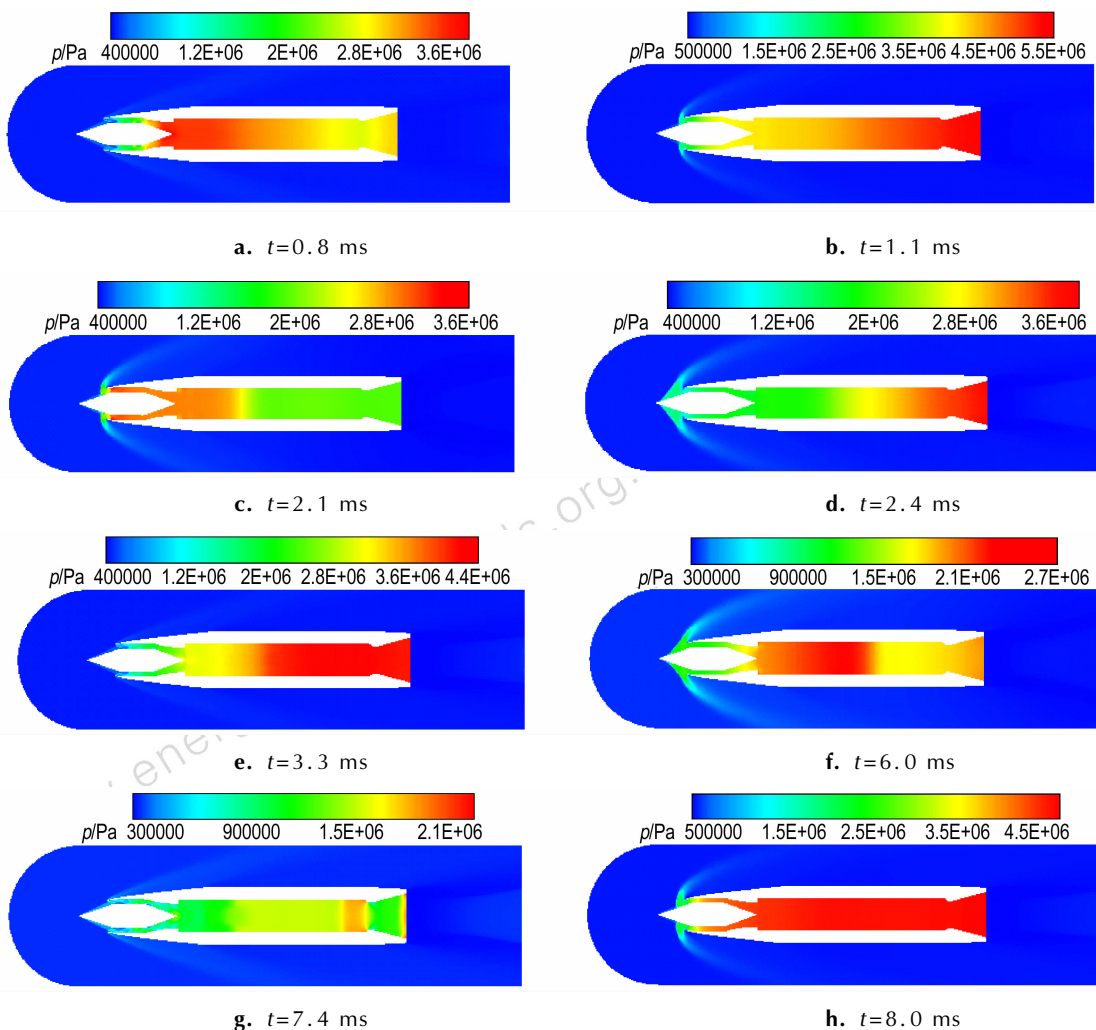 p/Pa 400000 1.2E+06 2E+06 2.8E+06 3.6E+06
a. t=0.8 ms
p/Pa 500000 1.5E+06 2.5E+06 3.5E+06 4.5E+06 5.5E+06
b. t=1.1 ms
p/Pa 400000 1.2E+06 2E+06 2.8E+06 3.6E+06
c. t=2.1 ms
p/Pa 400000 1.2E+06 2E+06 2.8E+06 3.6E+06
d. t=2.4 ms
p/Pa 400000 1.2E+06 2E+06 2.8E+06 3.6E+06 4.4E+06
e. t=3.3 ms
p/Pa 300000 900000 1.5E+06 2.1E+06 2.7E+06
f. t=6.0 ms
p/Pa 300000 900000 1.5E+06 2.1E+06
g. t=7.4 ms
p/Pa 500000 1.5E+06 2.5E+06 3.5E+06 4.5E+06
h. t=8.0 ms